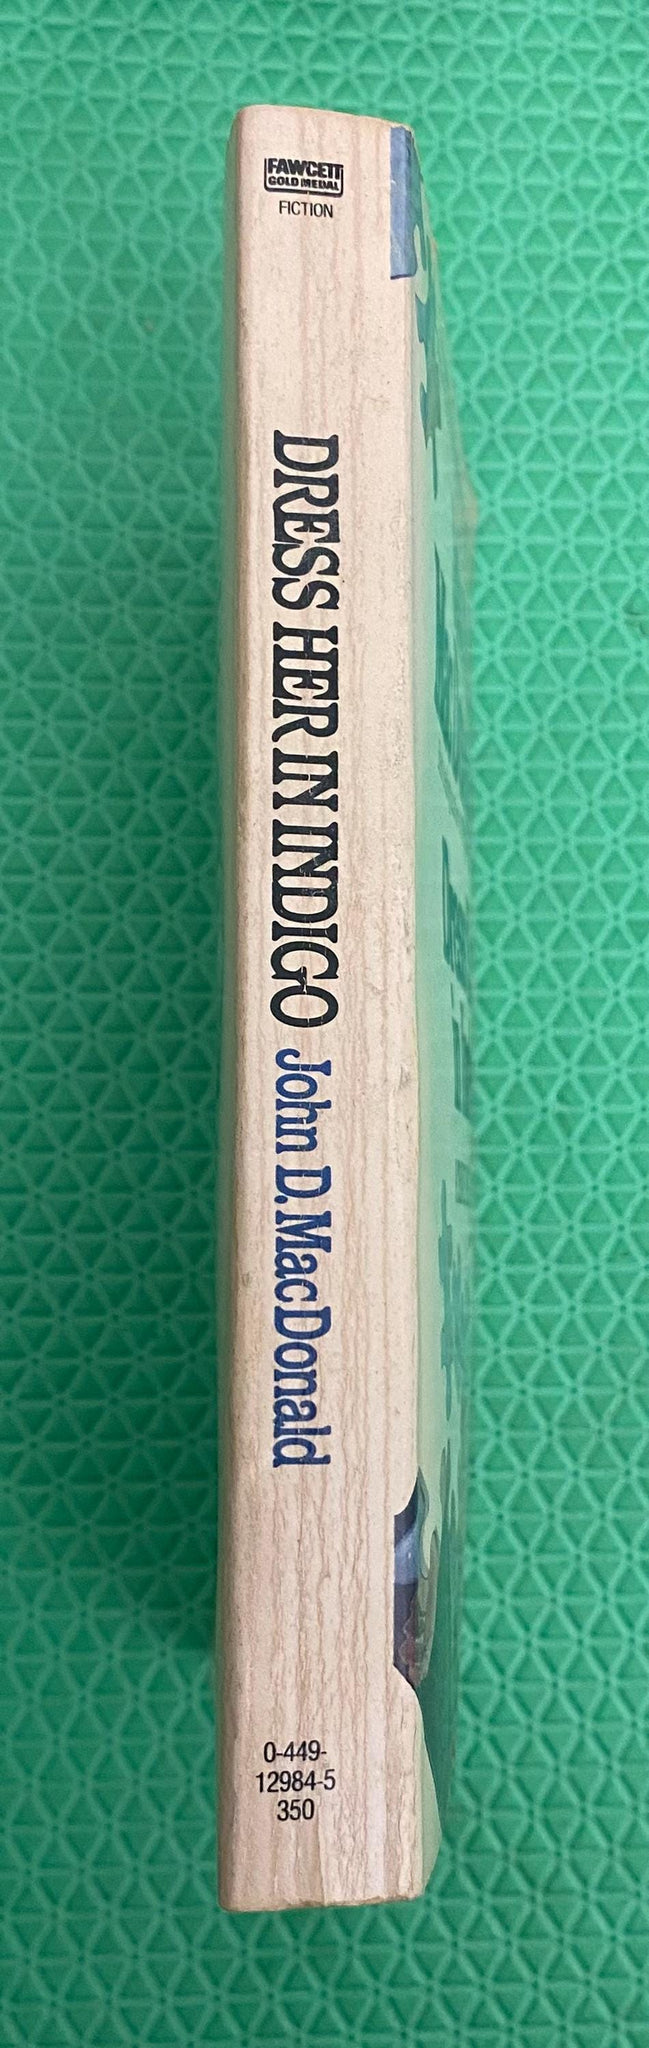 FAWCETT
GOLD MEDAL
FICTION
DRESS HER IN INDIGO John D. MacDonald
0-449-
12984-5
350